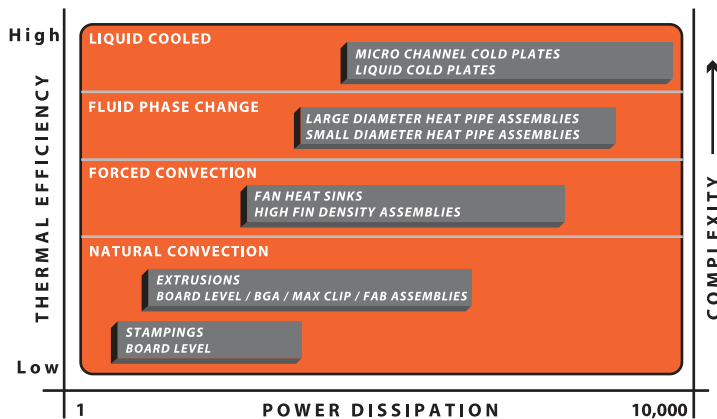 High
LIQUID COOLED
MICRO CHANNEL COLD PLATES
LIQUID COLD PLATES
FLUID PHASE CHANGE
LARGE DIAMETER HEAT PIPE ASSEMBLIES
SMALL DIAMETER HEAT PIPE ASSEMBLIES
FORCED CONVECTION
FAN HEAT SINKS
HIGH FIN DENSITY ASSEMBLIES
NATURAL CONVECTION
EXTRUSIONS
BOARD LEVEL / BGA / MAX CLIP / FAB ASSEMBLIES
STAMPINGS
BOARD LEVEL
Low
THERMAL EFFICIENCY
COMPLEXITY
1
POWER DISSIPATION
10,000